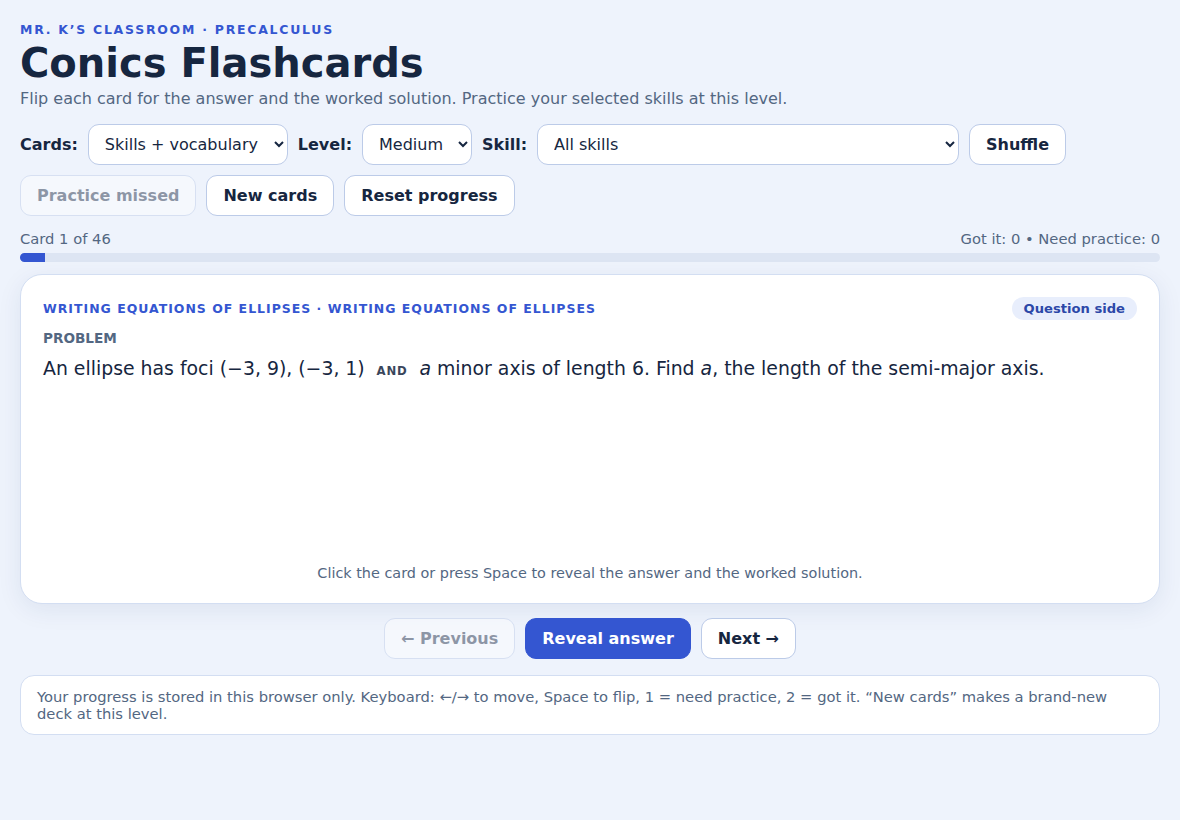 MR. K’S CLASSROOM · PRECALCULUS
Conics Flashcards
Flip each card for the answer and the worked solution. Practice your selected skills at this level.
Cards: Skills + vocabulary Level: Medium Skill: All skills Shuffle
Practice missed New cards Reset progress
Card 1 of 46 Got it: 0 • Need practice: 0
WRITING EQUATIONS OF ELLIPSES · WRITING EQUATIONS OF ELLIPSES Question side
PROBLEM
An ellipse has foci (−3, 9), (−3, 1) AND a minor axis of length 6. Find a, the length of the semi-major axis.
Click the card or press Space to reveal the answer and the worked solution.
← Previous Reveal answer Next →
Your progress is stored in this browser only. Keyboard: ←/→ to move, Space to flip, 1 = need practice, 2 = got it. “New cards” makes a brand-new
deck at this level.